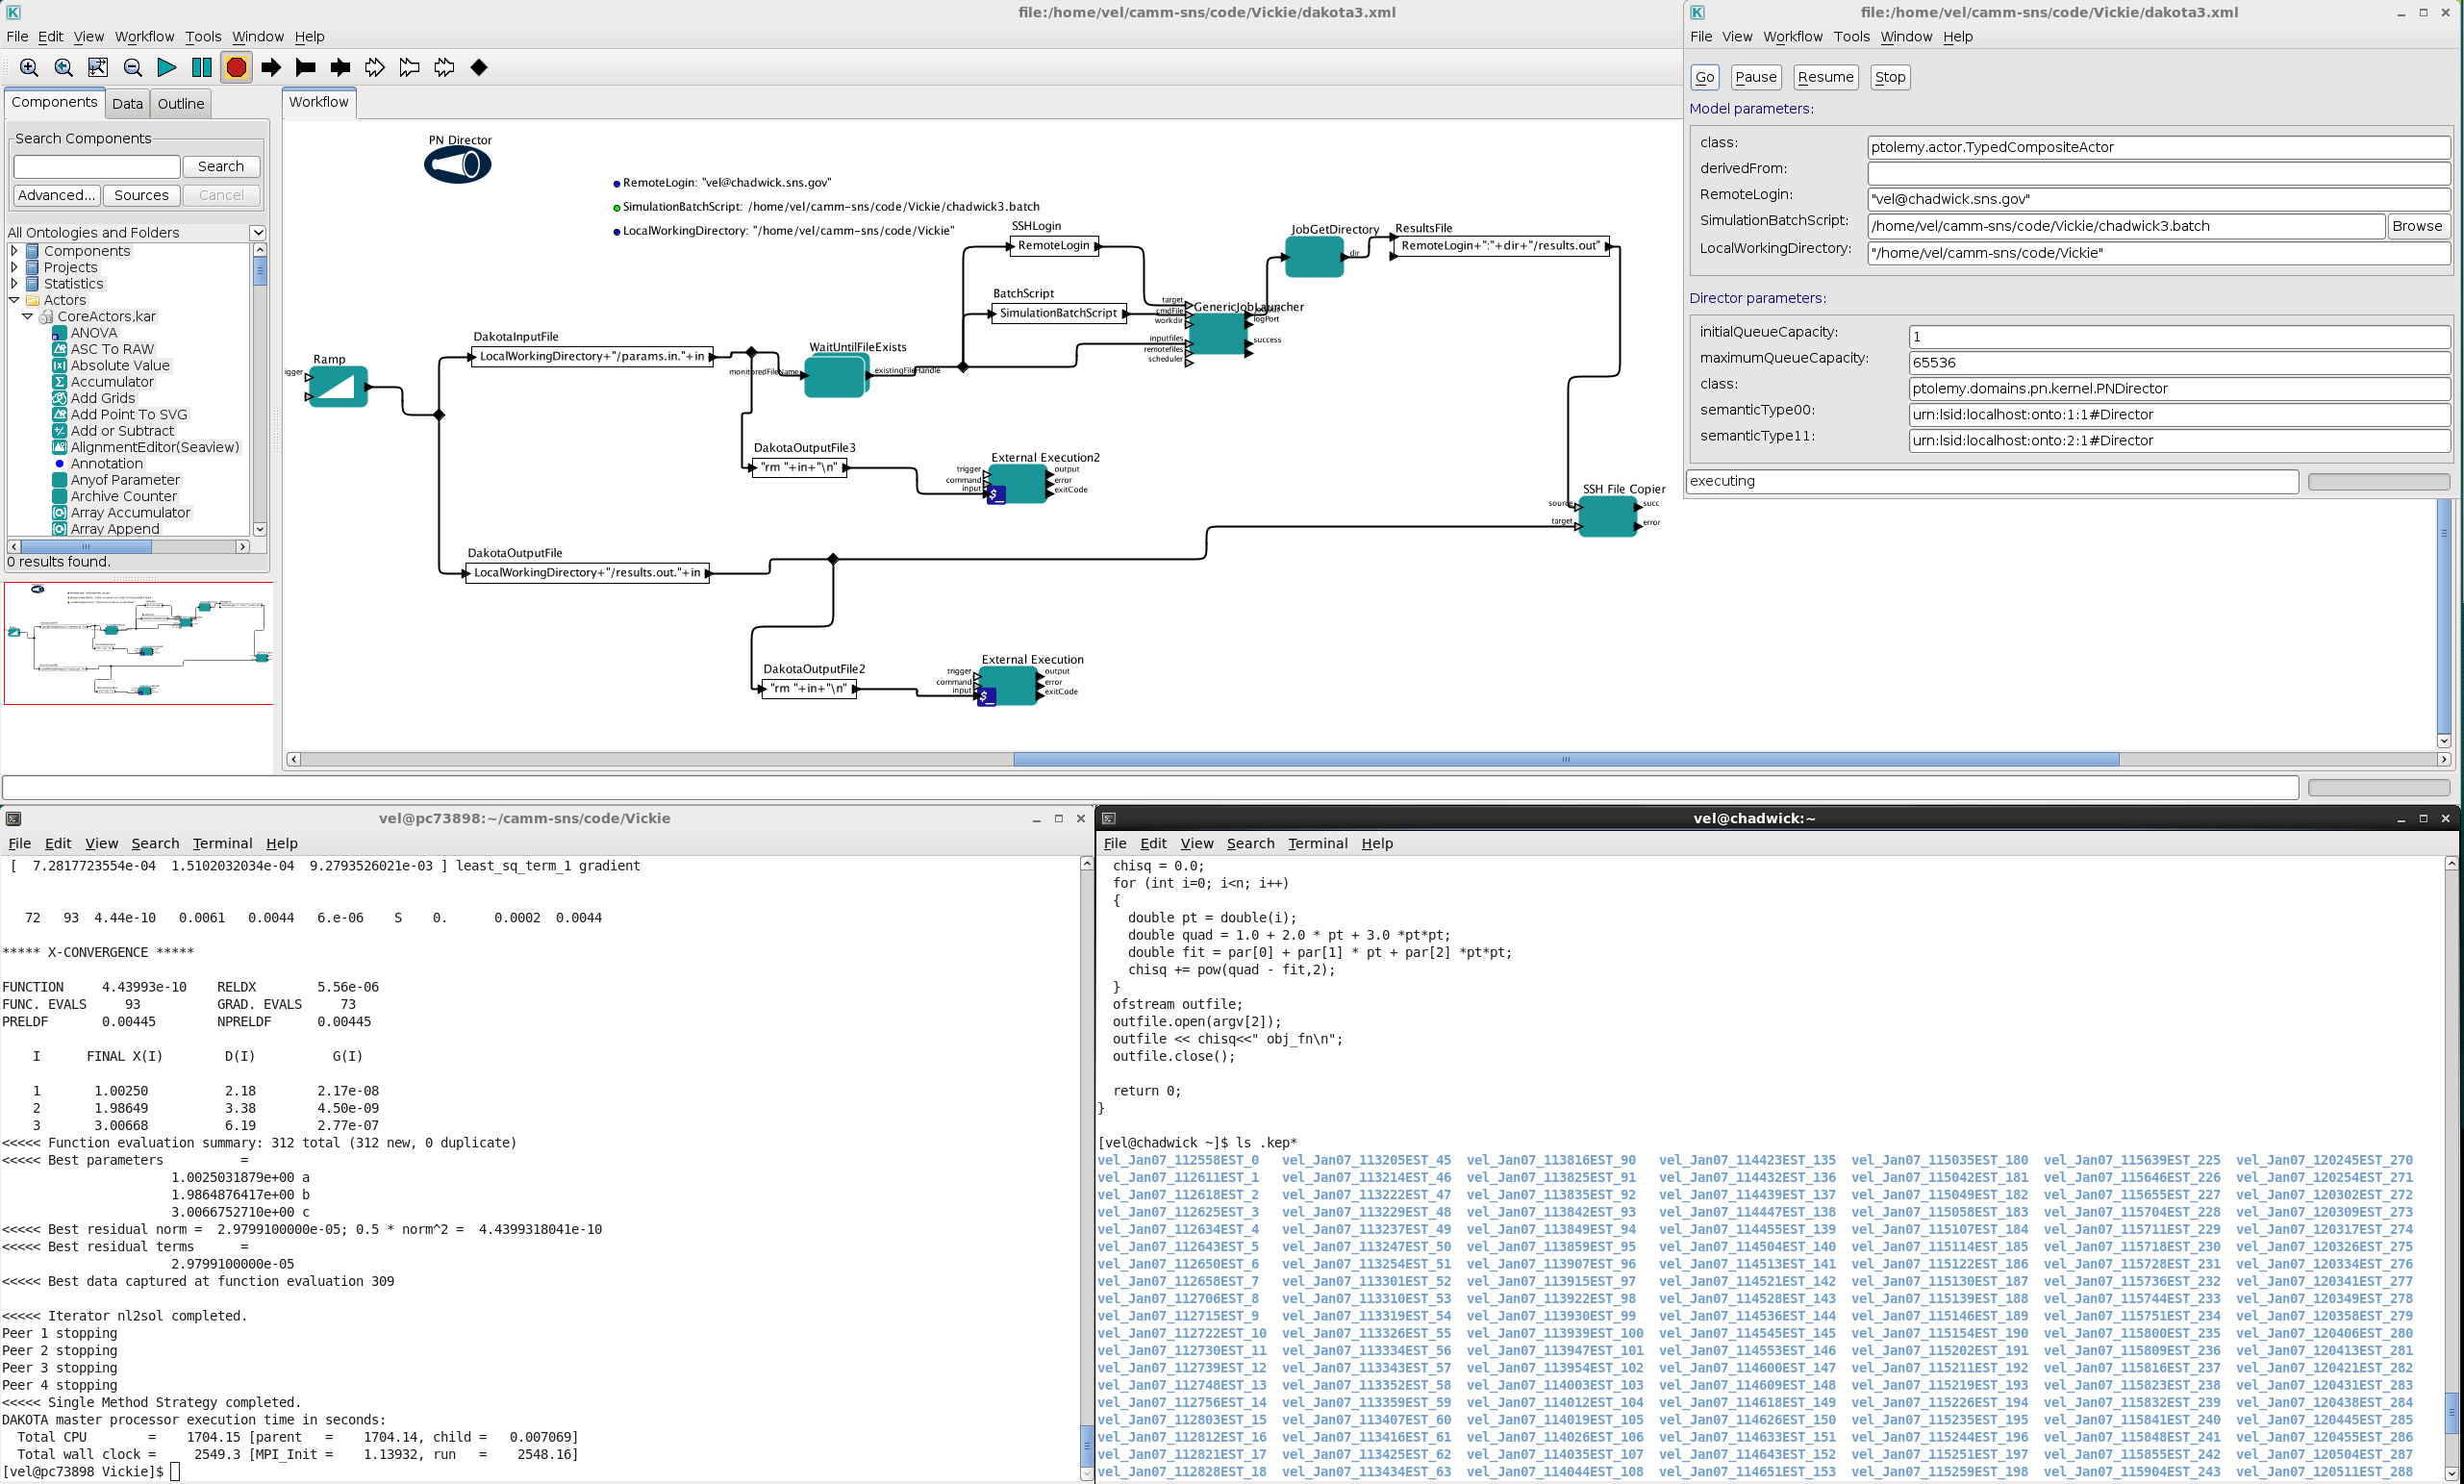 file:/home/vel/camm-sns/code/Vickie/dakota3.xml
File Edit View Workflow Tools Window Help
Components Data Outline
Search Components
Search
Advanced... Sources Cancel
All Ontologies and Folders
Components
Projects
Statistics
Actors
CoreActors,kar
ANOVA
ASC To RAW
Absolute Value
Accumulator
Add Grids
Add Point To SVG
Add or Subtract
AlignmentEditor(Seaview)
Annotation
Anyof Parameter
Archive Counter
Array Accumulator
Array Append
0 results found.
Workflow
PN Director
RemoteLogin: "vel@chadwick.sns.gov"
SimulationBatchScript: /home/vel/camm-sns/code/Vickie/chadwick3.batch
LocalWorkingDirectory: "/home/vel/camm-sns/code/Vickie"
SSHLogin
RemoteLogin
JobGetDirectory
dir
ResultsFile
RemoteLogin+":"+dir+"/results.out"
BatchScript
SimulationBatchScript
GenericJobLauncher
target
cmdFile
workdir
inputfiles
remotefiles
scheduler
logPort
success
DakotaInputFile
LocalWorkingDirectory+"/params.in."+in
Ramp
igger
WaitUntilFileExists
monitoredFileName
existingFileHandle
DakotaOutputFile3
"rm "+in+"\n"
External Execution2
trigger
command
input
output
error
exitCode
SSH File Copier
source
target
succ
error
DakotaOutputFile
LocalWorkingDirectory+"/results.out."+in
DakotaOutputFile2
"rm "+in+"\n"
External Execution
trigger
command
input
output
error
exitCode
file:/home/vel/camm-sns/code/Vickie/dakota3.xml
File View Workflow Tools Window Help
Go Pause Resume Stop
Model parameters:
class: ptolemy.actor.TypedCompositeActor
derivedFrom:
RemoteLogin: "vel@chadwick.sns.gov"
SimulationBatchScript: /home/vel/camm-sns/code/Vickie/chadwick3.batch Browse
LocalWorkingDirectory: "/home/vel/camm-sns/code/Vickie"
Director parameters:
initialQueueCapacity: 1
maximumQueueCapacity: 65536
class: ptolemy.domains.pn.kernel.PNDirector
semanticType00: urn:lsid:localhost:onto:1:1#Director
semanticType11: urn:lsid:localhost:onto:2:1#Director
executing
vel@pc73898:~/camm-sns/code/Vickie
File Edit View Search Terminal Help
[ 7.2817723554e-04 1.5102032034e-04 9.2793526021e-03 ] least_sq_term_1 gradient
72 93 4.44e-10 0.0061 0.0044 6.e-06 S 0. 0.0002 0.0044
***** X-CONVERGENCE *****
FUNCTION 4.43993e-10 RELDX 5.56e-06
FUNC. EVALS 93 GRAD. EVALS 73
PRELDF 0.00445 NPRELDF 0.00445
I FINAL X(I) D(I) G(I)
1 1.00250 2.18 2.17e-08
2 1.98649 3.38 4.50e-09
3 3.00668 6.19 2.77e-07
<<<<< Function evaluation summary: 312 total (312 new, 0 duplicate)
<<<<< Best parameters =
1.0025031879e+00 a
1.9864876417e+00 b
3.0066752710e+00 c
<<<<< Best residual norm = 2.9799100000e-05; 0.5 * norm^2 = 4.4399318041e-10
<<<<< Best residual terms =
2.9799100000e-05
<<<<< Best data captured at function evaluation 309
<<<<< Iterator nl2sol completed.
Peer 1 stopping
Peer 2 stopping
Peer 3 stopping
Peer 4 stopping
<<<<< Single Method Strategy completed.
DAKOTA master processor execution time in seconds:
Total CPU = 1704.15 [parent = 1704.14, child = 0.007069]
Total wall clock = 2549.3 [MPI_Init = 1.13932, run = 2548.16]
[vel@pc73898 Vickie]$
vel@chadwick:~
File Edit View Search Terminal Help
chisq = 0.0;
for (int i=0; i<n; i++)
{
double pt = double(i);
double quad = 1.0 + 2.0 * pt + 3.0 *pt*pt;
double fit = par[0] + par[1] * pt + par[2] *pt*pt;
chisq += pow(quad - fit,2);
}
ofstream outfile;
outfile.open(argv[2]);
outfile << chisq<<" obj_fn\n";
outfile.close();
return 0;
}
[vel@chadwick ~]$ ls .kep*
vel_Jan07_112558EST_0 vel_Jan07_113205EST_45 vel_Jan07_113816EST_90 vel_Jan07_114423EST_135 vel_Jan07_115035EST_180 vel_Jan07_115639EST_225 vel_Jan07_120245EST_270
vel_Jan07_112611EST_1 vel_Jan07_113214EST_46 vel_Jan07_113825EST_91 vel_Jan07_114432EST_136 vel_Jan07_115042EST_181 vel_Jan07_115646EST_226 vel_Jan07_120254EST_271
vel_Jan07_112618EST_2 vel_Jan07_113222EST_47 vel_Jan07_113835EST_92 vel_Jan07_114439EST_137 vel_Jan07_115049EST_182 vel_Jan07_115655EST_227 vel_Jan07_120302EST_272
vel_Jan07_112625EST_3 vel_Jan07_113229EST_48 vel_Jan07_113842EST_93 vel_Jan07_114447EST_138 vel_Jan07_115058EST_183 vel_Jan07_115704EST_228 vel_Jan07_120309EST_273
vel_Jan07_112634EST_4 vel_Jan07_113237EST_49 vel_Jan07_113849EST_94 vel_Jan07_114455EST_139 vel_Jan07_115107EST_184 vel_Jan07_115711EST_229 vel_Jan07_120317EST_274
vel_Jan07_112643EST_5 vel_Jan07_113247EST_50 vel_Jan07_113859EST_95 vel_Jan07_114504EST_140 vel_Jan07_115114EST_185 vel_Jan07_115718EST_230 vel_Jan07_120326EST_275
vel_Jan07_112650EST_6 vel_Jan07_113254EST_51 vel_Jan07_113907EST_96 vel_Jan07_114513EST_141 vel_Jan07_115122EST_186 vel_Jan07_115728EST_231 vel_Jan07_120334EST_276
vel_Jan07_112658EST_7 vel_Jan07_113301EST_52 vel_Jan07_113915EST_97 vel_Jan07_114521EST_142 vel_Jan07_115130EST_187 vel_Jan07_115736EST_232 vel_Jan07_120341EST_277
vel_Jan07_112706EST_8 vel_Jan07_113310EST_53 vel_Jan07_113922EST_98 vel_Jan07_114528EST_143 vel_Jan07_115139EST_188 vel_Jan07_115744EST_233 vel_Jan07_120349EST_278
vel_Jan07_112715EST_9 vel_Jan07_113319EST_54 vel_Jan07_113930EST_99 vel_Jan07_114536EST_144 vel_Jan07_115146EST_189 vel_Jan07_115751EST_234 vel_Jan07_120358EST_279
vel_Jan07_112722EST_10 vel_Jan07_113326EST_55 vel_Jan07_113939EST_100 vel_Jan07_114545EST_145 vel_Jan07_115154EST_190 vel_Jan07_115800EST_235 vel_Jan07_120406EST_280
vel_Jan07_112730EST_11 vel_Jan07_113334EST_56 vel_Jan07_113947EST_101 vel_Jan07_114553EST_146 vel_Jan07_115202EST_191 vel_Jan07_115809EST_236 vel_Jan07_120413EST_281
vel_Jan07_112739EST_12 vel_Jan07_113343EST_57 vel_Jan07_113954EST_102 vel_Jan07_114600EST_147 vel_Jan07_115211EST_192 vel_Jan07_115816EST_237 vel_Jan07_120421EST_282
vel_Jan07_112748EST_13 vel_Jan07_113352EST_58 vel_Jan07_114003EST_103 vel_Jan07_114609EST_148 vel_Jan07_115219EST_193 vel_Jan07_115823EST_238 vel_Jan07_120431EST_283
vel_Jan07_112756EST_14 vel_Jan07_113359EST_59 vel_Jan07_114012EST_104 vel_Jan07_114618EST_149 vel_Jan07_115226EST_194 vel_Jan07_115832EST_239 vel_Jan07_120438EST_284
vel_Jan07_112803EST_15 vel_Jan07_113407EST_60 vel_Jan07_114019EST_105 vel_Jan07_114626EST_150 vel_Jan07_115235EST_195 vel_Jan07_115841EST_240 vel_Jan07_120445EST_285
vel_Jan07_112812EST_16 vel_Jan07_113416EST_61 vel_Jan07_114026EST_106 vel_Jan07_114633EST_151 vel_Jan07_115244EST_196 vel_Jan07_115848EST_241 vel_Jan07_120455EST_286
vel_Jan07_112821EST_17 vel_Jan07_113425EST_62 vel_Jan07_114035EST_107 vel_Jan07_114643EST_152 vel_Jan07_115251EST_197 vel_Jan07_115855EST_242 vel_Jan07_120504EST_287
vel_Jan07_112828EST_18 vel_Jan07_113434EST_63 vel_Jan07_114044EST_108 vel_Jan07_114651EST_153 vel_Jan07_115259EST_198 vel_Jan07_115904EST_243 vel_Jan07_120511EST_288